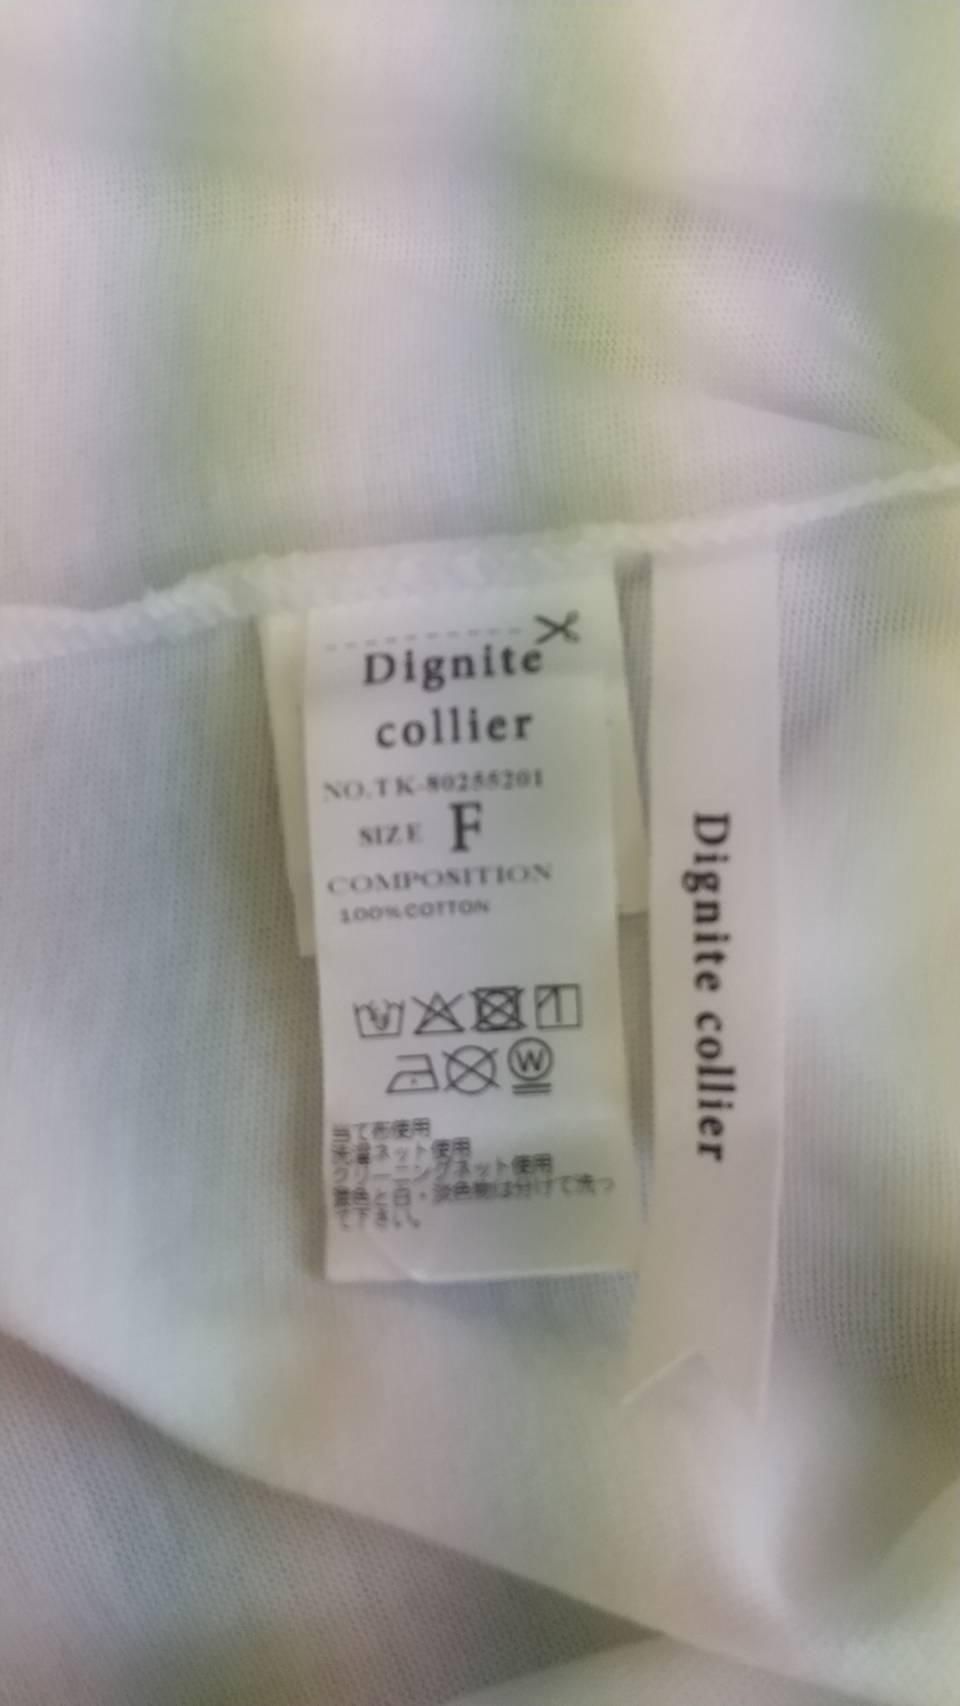 Dignite
collier
NO.TK-80255201
SIZE F
COMPOSITION
100%COTTON
W
当て布使用
洗濯ネット使用
クリーニングネット使用
濃色と白・淡色物は分けて洗っ
て下さい。
Dignite collier